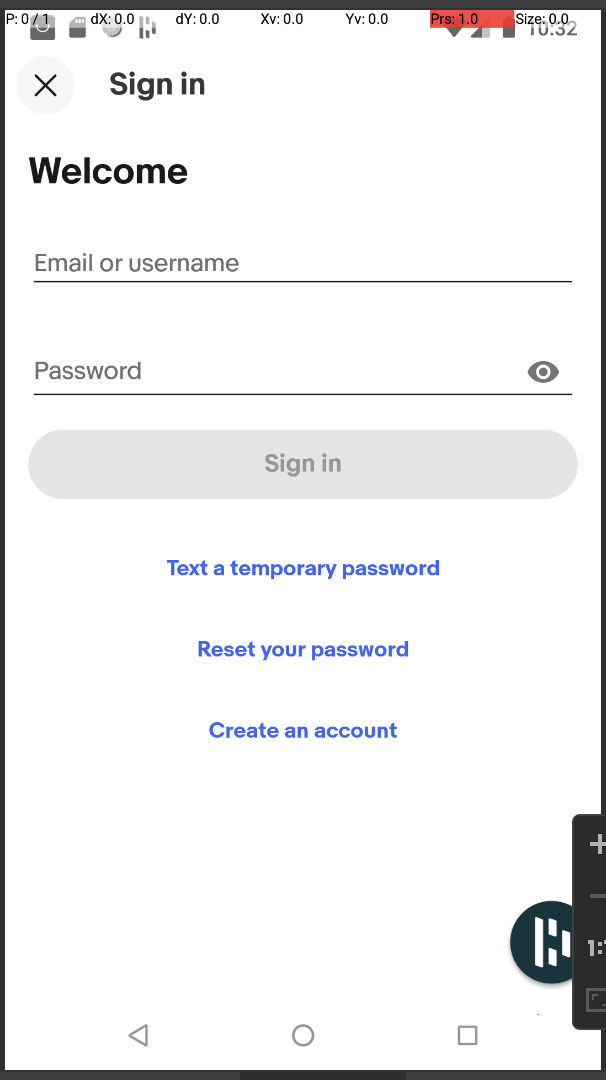 P: 0 / 1 dX: 0.0 dY: 0.0 Xv: 0.0 Yv: 0.0 Prs: 1.0 Size: 0.0
10:32
Sign in
Welcome
Email or username
Password
Sign in
Text a temporary password
Reset your password
Create an account